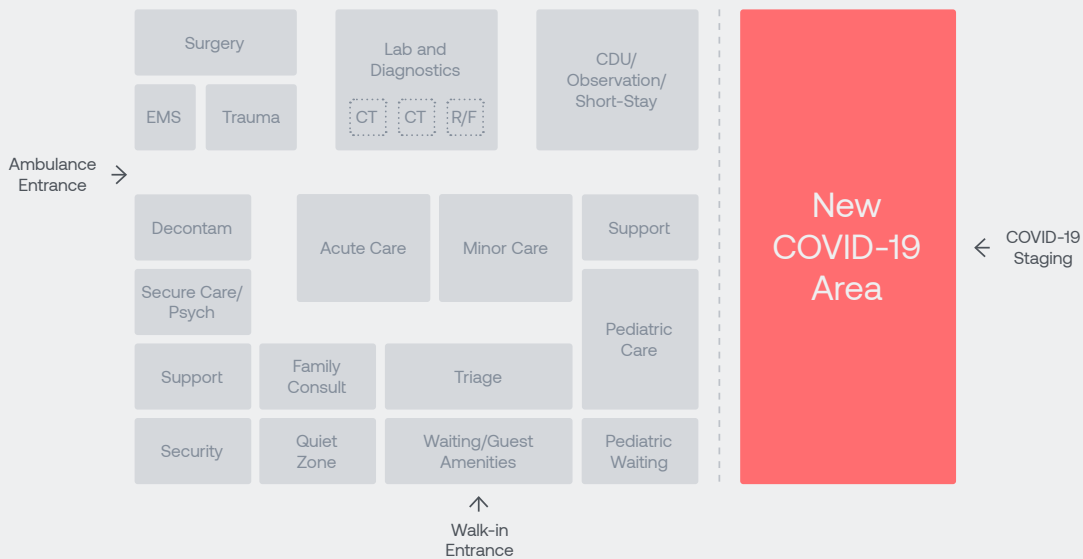 Surgery
Lab and
Diagnostics
CDU/
Observation/
Short-Stay
EMS
Trauma
CT
CT
R/F
Ambulance
Entrance
Decontam
Acute Care
Minor Care
Support
New
COVID-19
Area
COVID-19
Staging
Secure Care/
Psych
Pediatric
Care
Support
Family
Consult
Triage
Security
Quiet
Zone
Waiting/Guest
Amenities
Pediatric
Waiting
Walk-in
Entrance